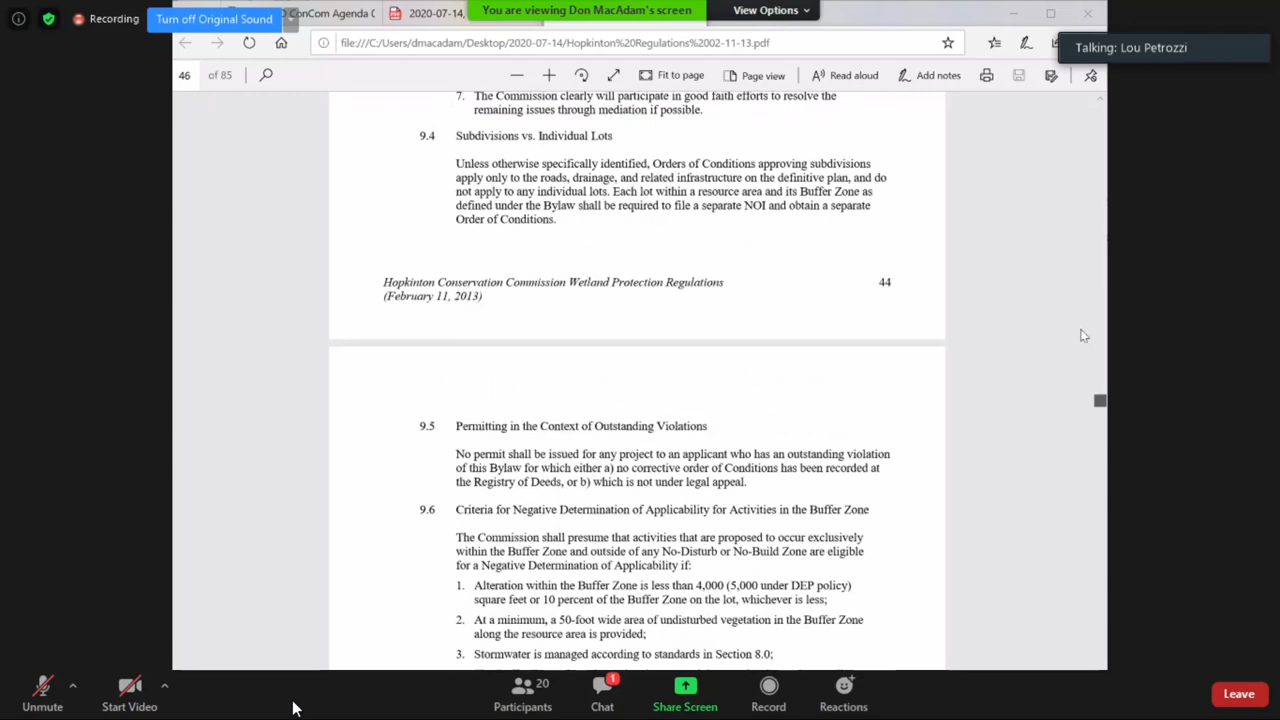 Recording
Turn off Original Sound
ConCom Agenda
2020-07-14,
You are viewing Don MacAdam's screen
View Options
Talking: Lou Petrozzi
file:///C:/Users/dmacadam/Desktop/2020-07-14/Hopkinton%20Regulations%2002-11-13.pdf
46 of 85
Fit to page
Page view
Read aloud
Add notes
7. The Commission clearly will participate in good faith efforts to resolve the
remaining issues through mediation if possible.
9.4 Subdivisions vs. Individual Lots
Unless otherwise specifically identified, Orders of Conditions approving subdivisions
apply only to the roads, drainage, and related infrastructure on the definitive plan, and do
not apply to any individual lots. Each lot within a resource area and its Buffer Zone as
defined under the Bylaw shall be required to file a separate NOI and obtain a separate
Order of Conditions.
Hopkinton Conservation Commission Wetland Protection Regulations 44
(February 11, 2013)
9.5 Permitting in the Context of Outstanding Violations
No permit shall be issued for any project to an applicant who has an outstanding violation
of this Bylaw for which either a) no corrective order of Conditions has been recorded at
the Registry of Deeds, or b) which is not under legal appeal.
9.6 Criteria for Negative Determination of Applicability for Activities in the Buffer Zone
The Commission shall presume that activities that are proposed to occur exclusively
within the Buffer Zone and outside of any No-Disturb or No-Build Zone are eligible
for a Negative Determination of Applicability if:
1. Alteration within the Buffer Zone is less than 4,000 (5,000 under DEP policy)
square feet or 10 percent of the Buffer Zone on the lot, whichever is less;
2. At a minimum, a 50-foot wide area of undisturbed vegetation in the Buffer Zone
along the resource area is provided;
3. Stormwater is managed according to standards in Section 8.0;
Unmute
Start Video
20
Participants
1
Chat
Share Screen
Record
Reactions
Leave